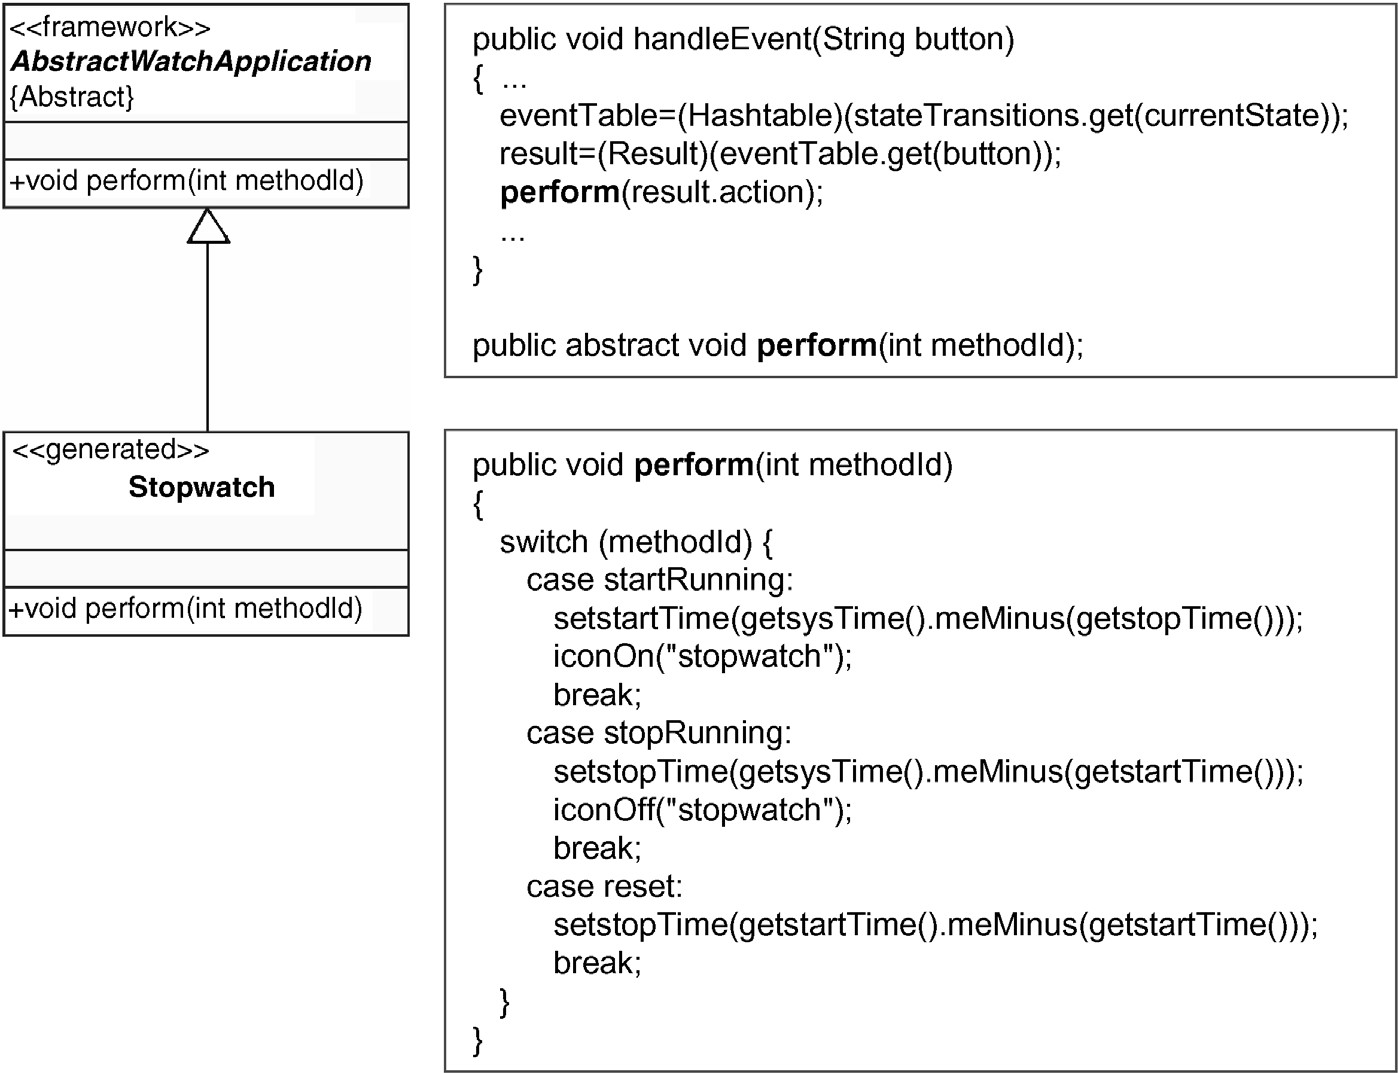 <<framework>>
AbstractWatchApplication
{Abstract}
+void perform(int methodId)
public void handleEvent(String button)
{ ...
eventTable=(Hashtable)(stateTransitions.get(currentState));
result=(Result)(eventTable.get(button));
perform(result.action);
...
}
public abstract void perform(int methodId);
<<generated>>
Stopwatch
+void perform(int methodId)
public void perform(int methodId)
{
switch (methodId) {
case startRunning:
setstartTime(getsysTime().meMinus(getstopTime()));
iconOn("stopwatch");
break;
case stopRunning:
setstopTime(getsysTime().meMinus(getstartTime()));
iconOff("stopwatch");
break;
case reset:
setstopTime(getstartTime().meMinus(getstartTime()));
break;
}
}